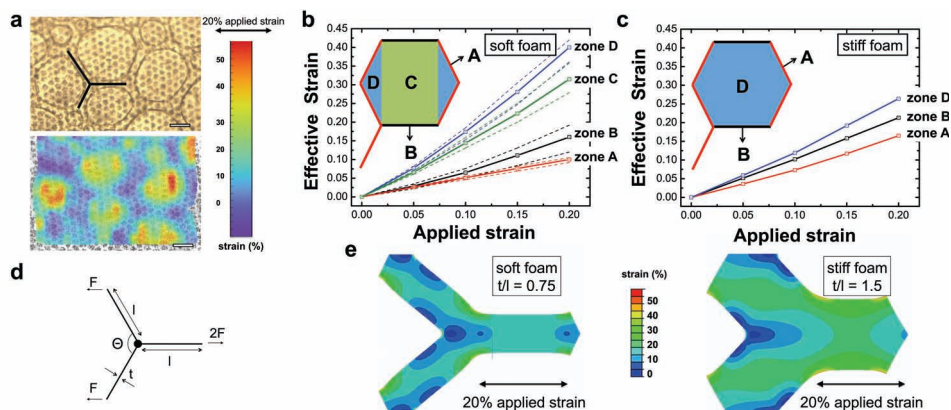 a
20% applied strain
50
40
30
20
10
0
strain (%)
b
Effective Strain
0.45
0.40
0.35
0.30
0.25
0.20
0.15
0.10
0.05
0.00
D
C
A
B
soft foam
zone D
zone C
zone B
zone A
0.00 0.05 0.10 0.15 0.20
Applied strain
c
Effective Strain
0.45
0.40
0.35
0.30
0.25
0.20
0.15
0.10
0.05
0.00
D
A
B
stiff foam
zone D
zone B
zone A
0.00 0.05 0.10 0.15 0.20
Applied strain
d
F
l
2F
Θ
l
F
t
e
soft foam
t/l = 0.75
20% applied strain
strain (%)
50
40
30
20
10
0
stiff foam
t/l = 1.5
20% applied strain